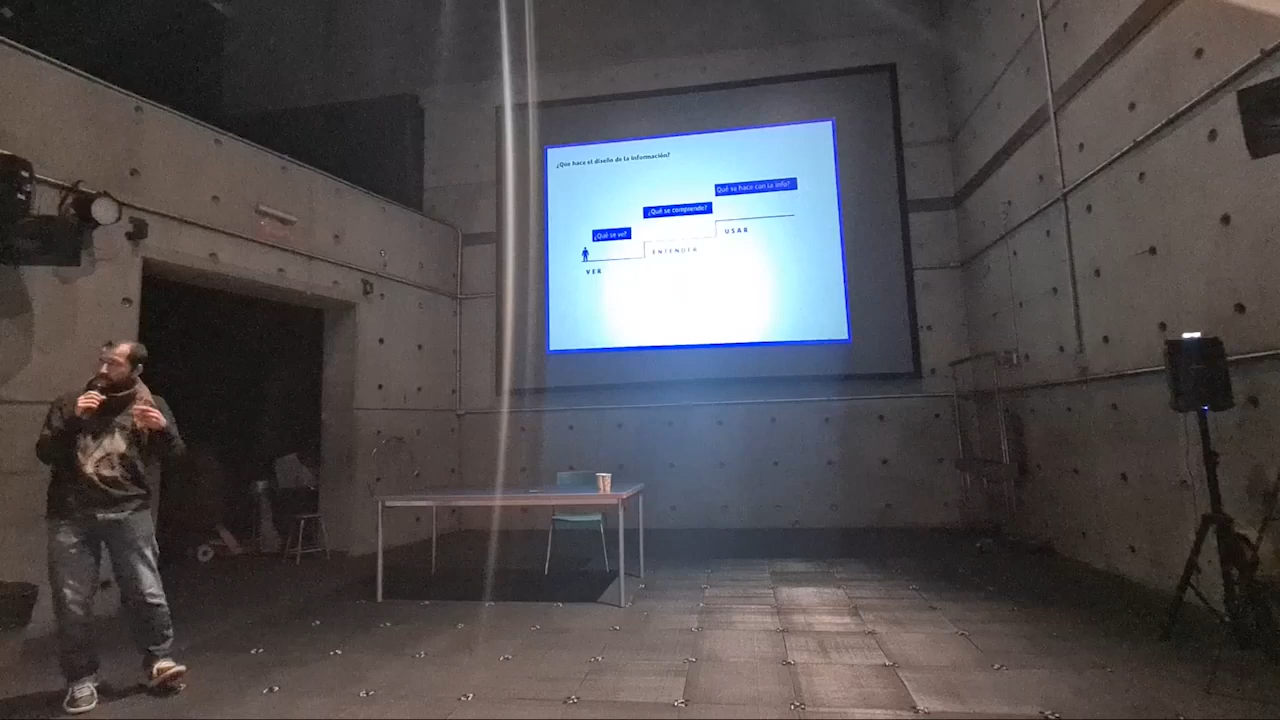 ¿Que hace el diseño de la información?
Qué se hace con la info?
¿Qué se comprende?
¿Qué se ve?
USAR
ENTENDER
VER